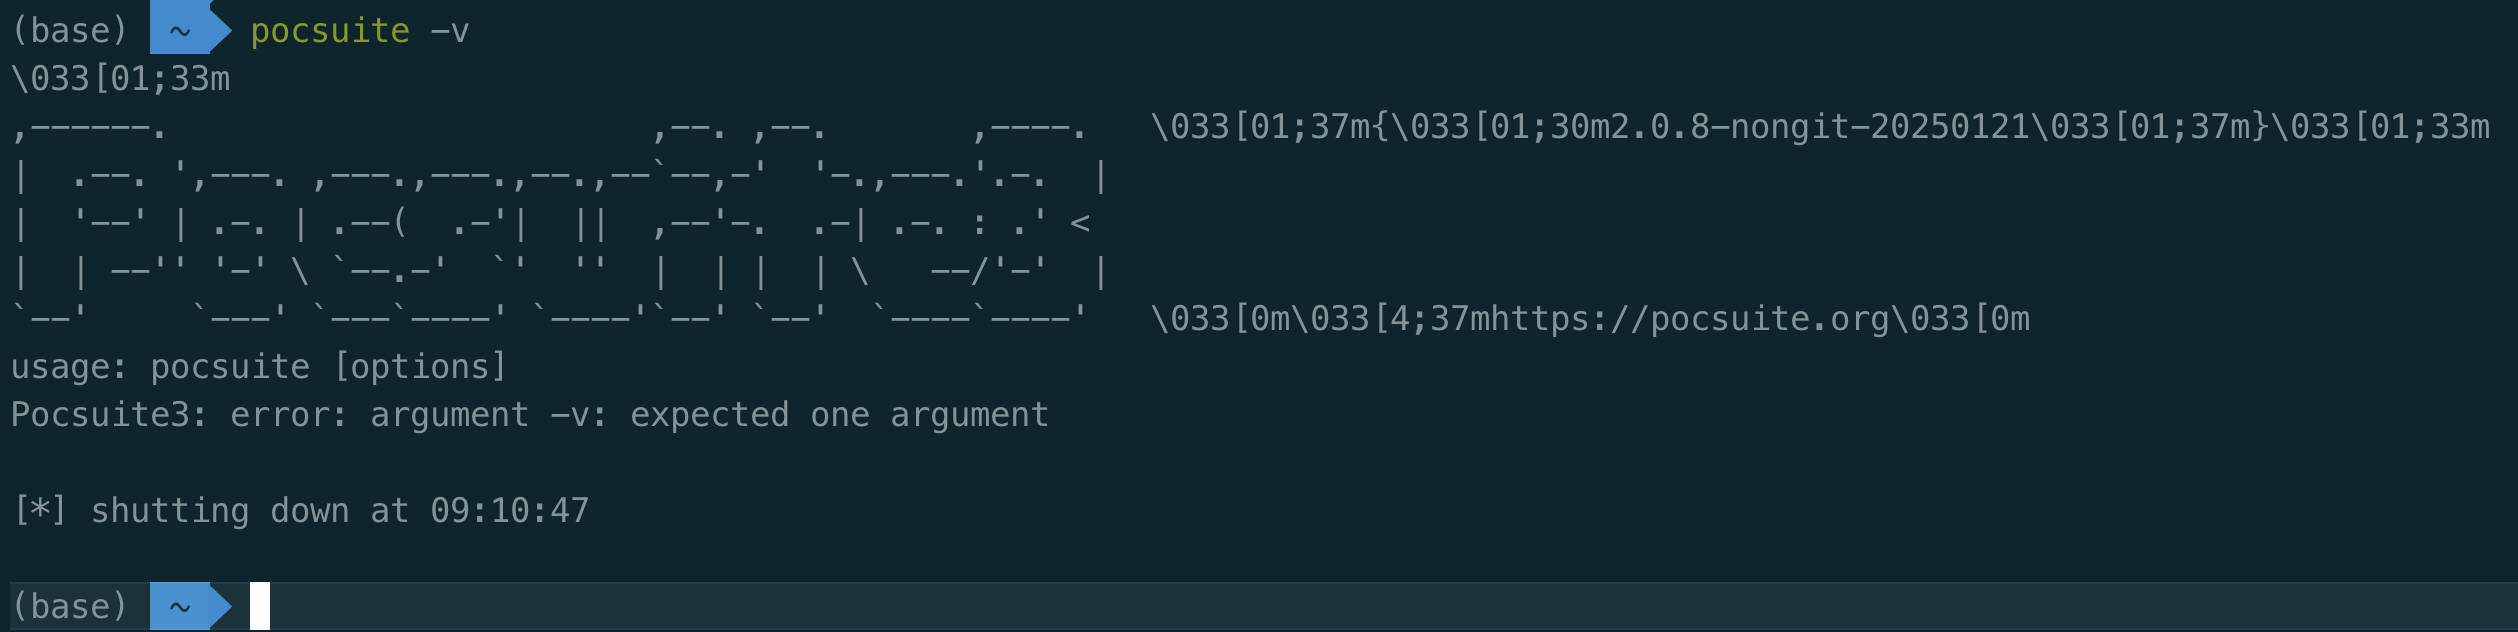 (base) ~ pocsuite -v
\033[01;33m
,------.                        ,--. ,--.       ,----.   \033[01;37m{\033[01;30m2.0.8-nongit-20250121\033[01;37m}\033[01;33m
|  .--. ',---. ,---.,---.,--.,--`--,-'  '-.,---.'.-.  |
|  '--' | .-. | .--(  .-'|  ||  ,--'-.  .-| .-. : .' <
|  | --'' '-' \ `--.-'  `'  ''  |  | |  | \   --/'-'  |
`--'     `---' `---`----' `----'`--' `--'  `----`----'   \033[0m\033[4;37mhttps://pocsuite.org\033[0m
usage: pocsuite [options]
Pocsuite3: error: argument -v: expected one argument
[*] shutting down at 09:10:47
(base) ~